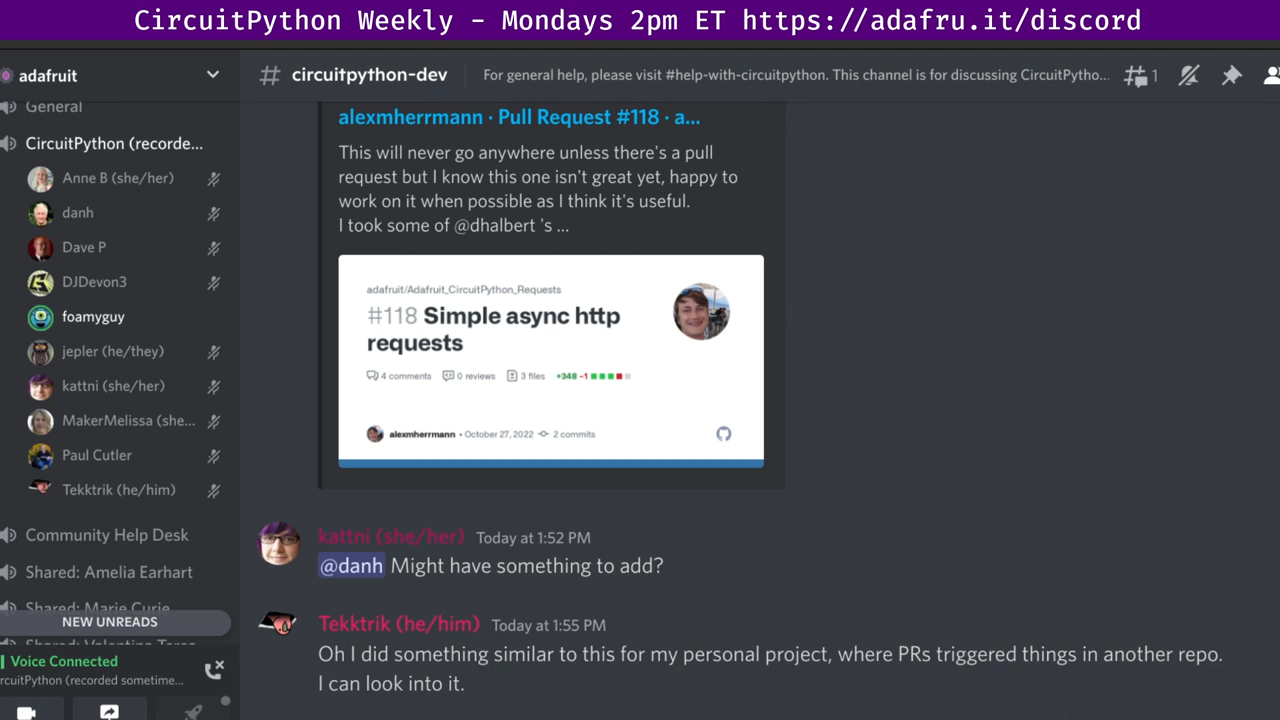 CircuitPython Weekly - Mondays 2pm ET https://adafru.it/discord
adafruit
General
CircuitPython (recorde...
Anne B (she/her)
danh
Dave P
DJDevon3
foamyguy
jepler (he/they)
kattni (she/her)
MakerMelissa (she...
Paul Cutler
Tekktrik (he/him)
Community Help Desk
Shared: Amelia Earhart
Shared: Marie Curie
NEW UNREADS
Voice Connected
rcuitPython (recorded sometime...
# circuitpython-dev
For general help, please visit #help-with-circuitpython. This channel is for discussing CircuitPytho...
1
alexmherrmann · Pull Request #118 · a...
This will never go anywhere unless there's a pull
request but I know this one isn't great yet, happy to
work on it when possible as I think it's useful.
I took some of @dhalbert 's ...
adafruit/Adafruit_CircuitPython_Requests
#118 Simple async http
requests
4 comments 0 reviews 3 files +348 −1
alexmherrmann • October 27, 2022 2 commits
kattni (she/her) Today at 1:52 PM
@danh Might have something to add?
Tekktrik (he/him) Today at 1:55 PM
Oh I did something similar to this for my personal project, where PRs triggered things in another repo.
I can look into it.